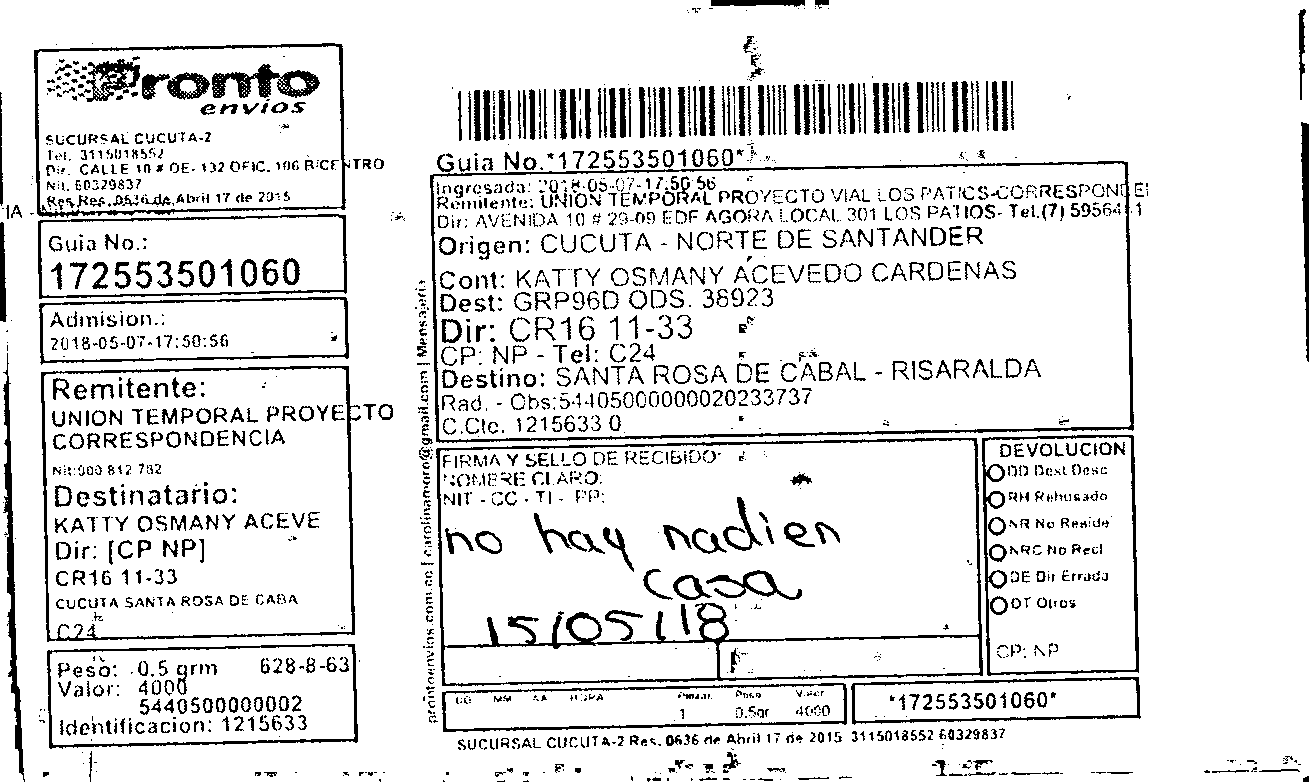 Pronto
envios
SUCURSAL CUCUTA-2
Tel. 3115018552
Dir. CALLE 10 # OE- 132 OFIC. 106 BICENTRO
Nit. 60329837
Res.Res. 0636 de Abril 17 de 2015
Guia No.:
172553501060
Admision.:
2018-05-07-17:50:56
Remitente:
UNION TEMPORAL PROYECTO
CORRESPONDENCIA
Nit:900 812 782
Destinatario:
KATTY OSMANY ACEVE
Dir: [CP NP]
CR16 11-33
CUCUTA SANTA ROSA DE CABA
C24
Peso: 0.5 grm 628-8-63
Valor: 4000
5440500000002
Identificacion: 1215633
prontoenvios.com.co | carolinamoro@gmail.com | Mensajeria
Guia No.*172553501060*
Ingresada: 2018-05-07-17:50:56
Remitente: UNION TEMPORAL PROYECTO VIAL LOS PATIOS-CORRESPONDE
Dir: AVENIDA 10 # 29-09 EDF AGORA LOCAL 301 LOS PATIOS- Tel.(7)
Origen: CUCUTA - NORTE DE SANTANDER
Cont: KATTY OSMANY ACEVEDO CARDENAS
Dest: GRP96D ODS. 38923
Dir: CR16 11-33
CP: NP - Tel: C24
Destino: SANTA ROSA DE CABAL - RISARALDA
Rad. - Obs:54405000000020233737
C.Cte. 1215633 0
FIRMA Y SELLO DE RECIBIDO:
NOMBRE CLARO:
NIT - CC - TI - PP:
no hay nadien
casa
15/05/18
DEVOLUCION
DD Dest Desc
RH Rehusado
NR No Reside
NRC No Recl
DE Dir Errada
OT Otros
CP: NP
DD MM AA HORA Peso Valor
1 0.5gr 4000
*172553501060*
SUCURSAL CUCUTA-2 Res. 0636 de Abril 17 de 2015 3115018552 60329837